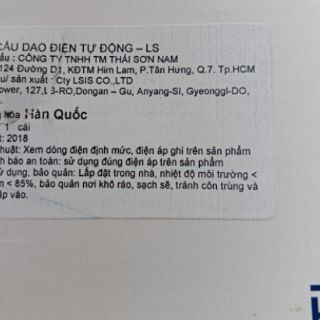 CẦU DAO ĐIỆN TỰ ĐỘNG – LS
ẩu : CÔNG TY TNHH TM THÁI SƠN NAM
124 Đường D1, KĐTM Him Lam, P.Tân Hưng, Q.7. Tp.HCM
u/ sản xuất : Cty LSIS CO.,LTD
ower, 127,LS-RO,Dongan – Gu, Anyang-Si, GyeongGI-DO,
hóa Hàn Quốc
1 cái
t: 2018
huật: Xem dòng điện định mức, điện áp ghi trên sản phẩm
h báo an toàn: sử dụng đúng điện áp trên sản phẩm
ử dụng, bảo quản: Lắp đặt trong nhà, nhiệt độ môi trường <
n < 85%, bảo quản nơi khô ráo, sạch sẽ, tránh côn trùng và
ập vào.